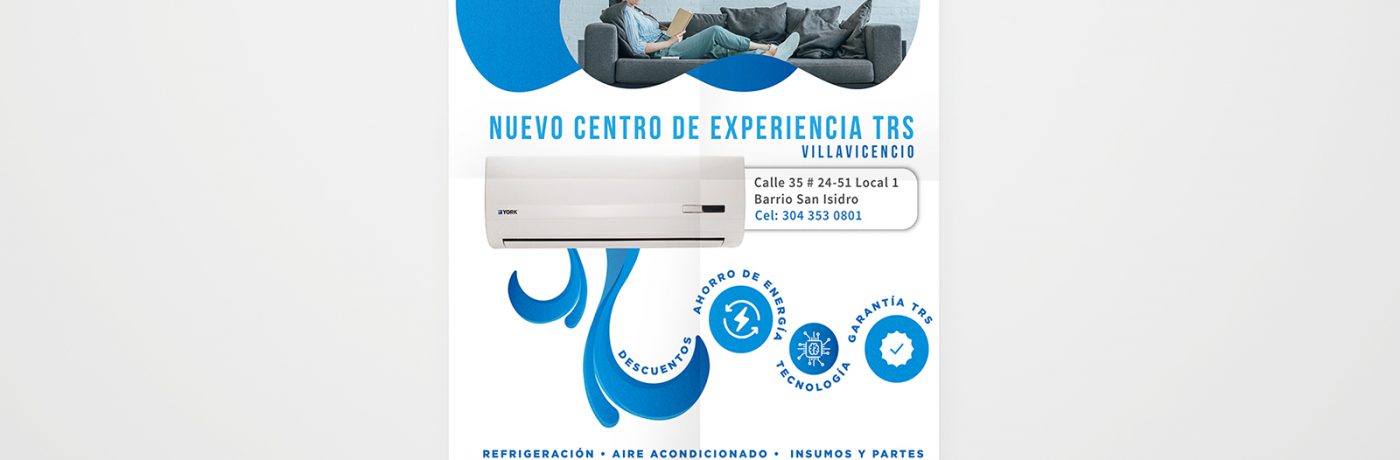 NUEVO CENTRO DE EXPERIENCIA TRS
VILLAVICENCIO
YORK
Calle 35 # 24-51 Local 1
Barrio San Isidro
Cel: 304 353 0801
DESCUENTOS
AHORRO DE ENERGÍA
TECNOLOGÍA
GARANTÍA TRS
REFRIGERACIÓN • AIRE ACONDICIONADO • INSUMOS Y PARTES